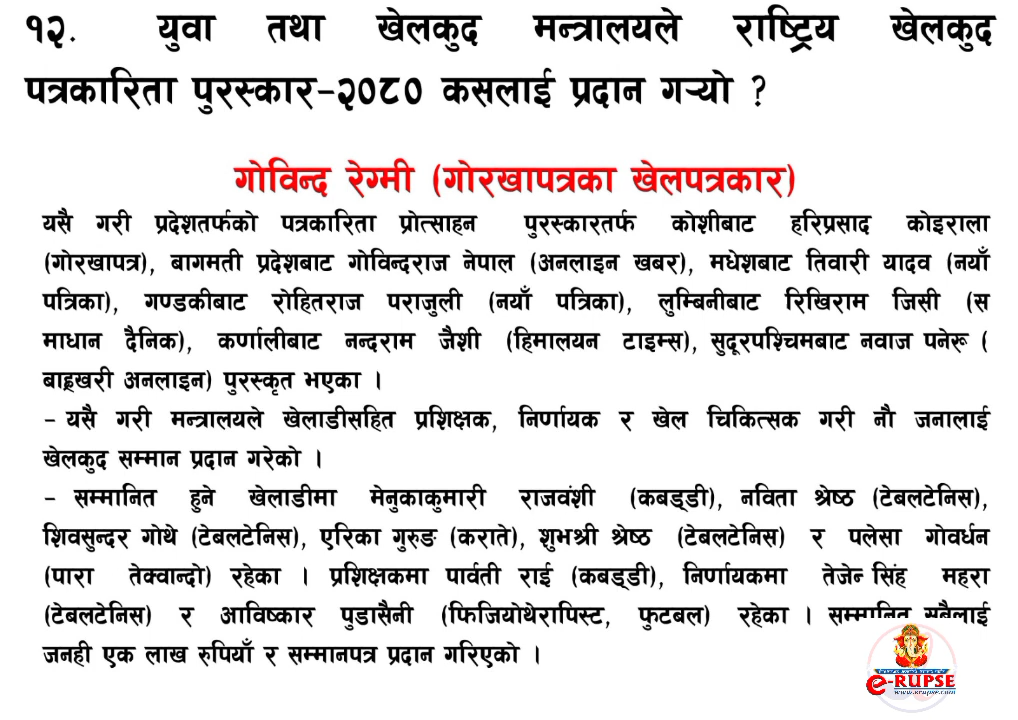 १२. युवा तथा खेलकुद मन्त्रालयले राष्ट्रिय खेलकुद
पत्रकारिता पुरस्कार-२०८० कसलाई प्रदान गर्‍यो ?
गोविन्द रेग्मी (गोरखापत्रका खेलपत्रकार)
यसै गरी प्रदेशतर्फको पत्रकारिता प्रोत्साहन पुरस्कारतर्फ कोशीबाट हरिप्रसाद कोइराला
(गोरखापत्र), बागमती प्रदेशबाट गोविन्दराज नेपाल (अनलाइन खबर), मधेशबाट तिवारी यादव (नयाँ
पत्रिका), गण्डकीबाट रोहितराज पराजुली (नयाँ पत्रिका), लुम्बिनीबाट रिखिराम जिसी (स
माधान दैनिक), कर्णालीबाट नन्दराम जैशी (हिमालयन टाइम्स), सुदूरपश्चिमबाट नवाज पनेरू (
बाह्रखरी अनलाइन) पुरस्कृत भएका ।
- यसै गरी मन्त्रालयले खेलाडीसहित प्रशिक्षक, निर्णायक र खेल चिकित्सक गरी नौ जनालाई
खेलकुद सम्मान प्रदान गरेको ।
- सम्मानित हुने खेलाडीमा मेनुकाकुमारी राजवंशी (कबड्डी), नविता श्रेष्ठ (टेबलटेनिस),
शिवसुन्दर गोथे (टेबलटेनिस), एरिका गुरुङ (कराते), शुभश्री श्रेष्ठ (टेबलटेनिस) र पलेसा गोवर्धन
(पारा तेक्वान्दो) रहेका । प्रशिक्षकमा पार्वती राई (कबड्डी), निर्णायकमा तेजेन सिंह महरा
(टेबलटेनिस) र आविष्कार पुडासैनी (फिजियोथेरापिस्ट, फुटबल) रहेका । सम्मानित सबैलाई
जनही एक लाख रुपियाँ र सम्मानपत्र प्रदान गरिएको ।
e-RUPSE
www.erupse.com